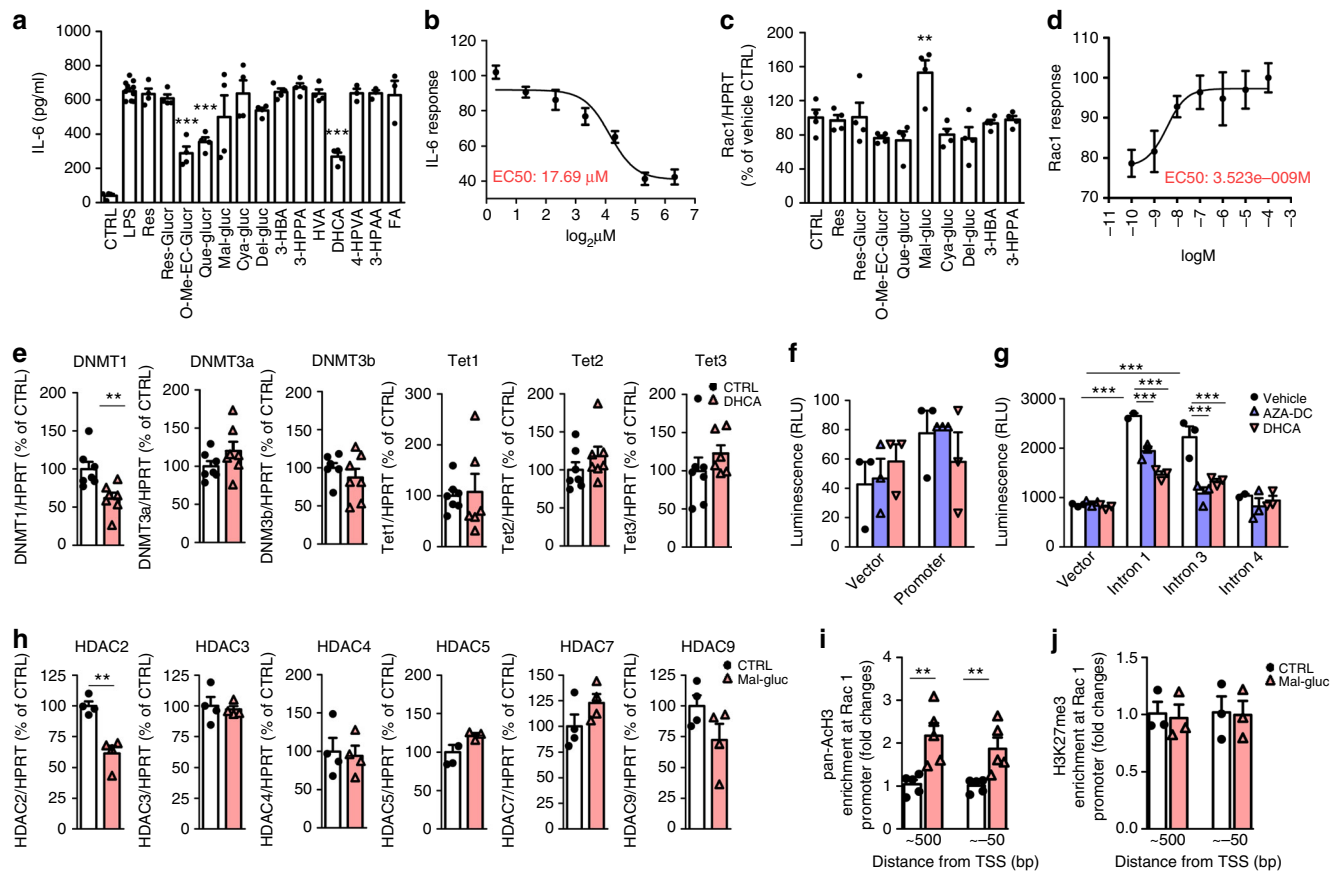 a
IL-6 (pg/ml)
1000
800
600
400
200
0
***
***
***
CTRL
LPS
Res
Res-Glucr
O-Me-EC-Glucr
Que-glucr
Mal-gluc
Cya-gluc
Del-gluc
3-HBA
3-HPPA
HVA
DHCA
4-HPVA
3-HPAA
FA
b
IL-6 response
120
100
80
60
40
EC50: 17.69 μM
0 1 2 3 4 5 6 7
log2μM
c
Rac1/HPRT
(% of vehicle CTRL)
200
160
120
80
40
0
**
CTRL
Res
Res-Glucr
O-Me-EC-Glucr
Que-glucr
Mal-gluc
Cya-gluc
Del-gluc
3-HBA
3-HPPA
d
Rac1 response
110
100
90
80
70
EC50: 3.523e–009M
–11 –10 –9 –8 –7 –6 –5 –4 –3
logM
e
DNMT1
DNMT1/HPRT (% of CTRL)
200
150
100
50
0
**
DNMT3a
DNMT3a/HPRT (% of CTRL)
200
150
100
50
0
DNMT3b
DNMT3b/HPRT (% of CTRL)
200
150
100
50
0
Tet1
Tet1/HPRT (% of CTRL)
300
200
100
0
Tet2
Tet2/HPRT (% of CTRL)
200
150
100
50
0
Tet3
Tet3/HPRT (% of CTRL)
200
150
100
50
0
CTRL
DHCA
f
Luminescence (RLU)
100
80
60
40
20
0
Vector
Promoter
g
Luminescence (RLU)
3000
2000
1000
0
***
***
***
***
***
***
Vehicle
AZA-DC
DHCA
Vector
Intron 1
Intron 3
Intron 4
h
HDAC2
HDAC2/HPRT (% of CTRL)
125
100
75
50
25
0
**
HDAC3
HDAC3/HPRT (% of CTRL)
125
100
75
50
25
0
HDAC4
HDAC4/HPRT (% of CTRL)
200
150
100
50
0
HDAC5
HDAC5/HPRT (% of CTRL)
200
150
100
50
0
HDAC7
HDAC7/HPRT (% of CTRL)
150
125
100
75
50
25
0
HDAC9
HDAC9/HPRT (% of CTRL)
125
100
75
50
25
0
CTRL
Mal-gluc
i
pan-AcH3
enrichment at Rac 1
promoter (fold changes)
4
3
2
1
0
**
**
~500
~–50
Distance from TSS (bp)
j
H3K27me3
enrichment at Rac 1
promoter (fold changes)
1.5
1.0
0.5
0.0
CTRL
Mal-gluc
~500
~–50
Distance from TSS (bp)